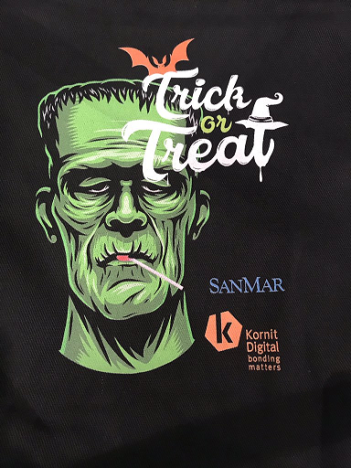 Trick
or
Treat
SANMAR
k
Kornit
Digital
bonding
matters